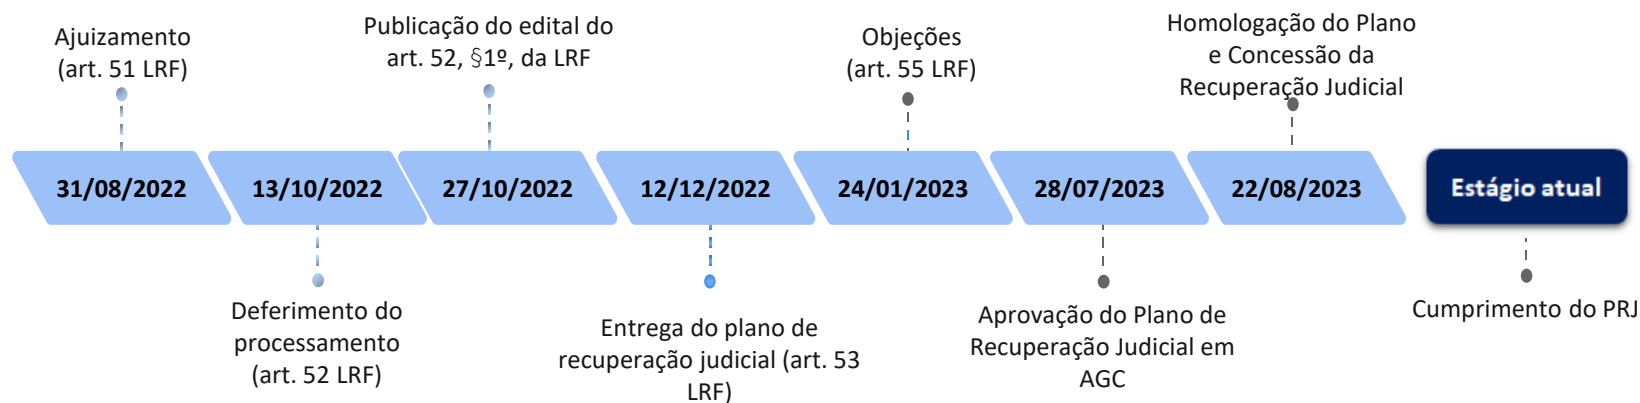 Ajuizamento
(art. 51 LRF)
Publicação do edital do
art. 52, §1º, da LRF
Objeções
(art. 55 LRF)
Homologação do Plano
e Concessão da
Recuperação Judicial
31/08/2022
13/10/2022
27/10/2022
12/12/2022
24/01/2023
28/07/2023
22/08/2023
Estágio atual
Deferimento do
processamento
(art. 52 LRF)
Entrega do plano de
recuperação judicial (art. 53
LRF)
Aprovação do Plano de
Recuperação Judicial em
AGC
Cumprimento do PRJ